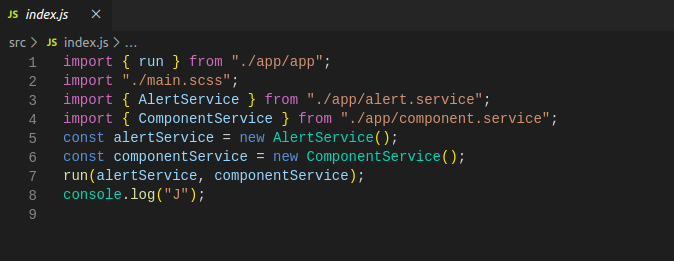 JS index.js ×
src > JS index.js > ...
1 import { run } from "./app/app";
2 import "./main.scss";
3 import { AlertService } from "./app/alert.service";
4 import { ComponentService } from "./app/component.service";
5 const alertService = new AlertService();
6 const componentService = new ComponentService();
7 run(alertService, componentService);
8 console.log("J");
9